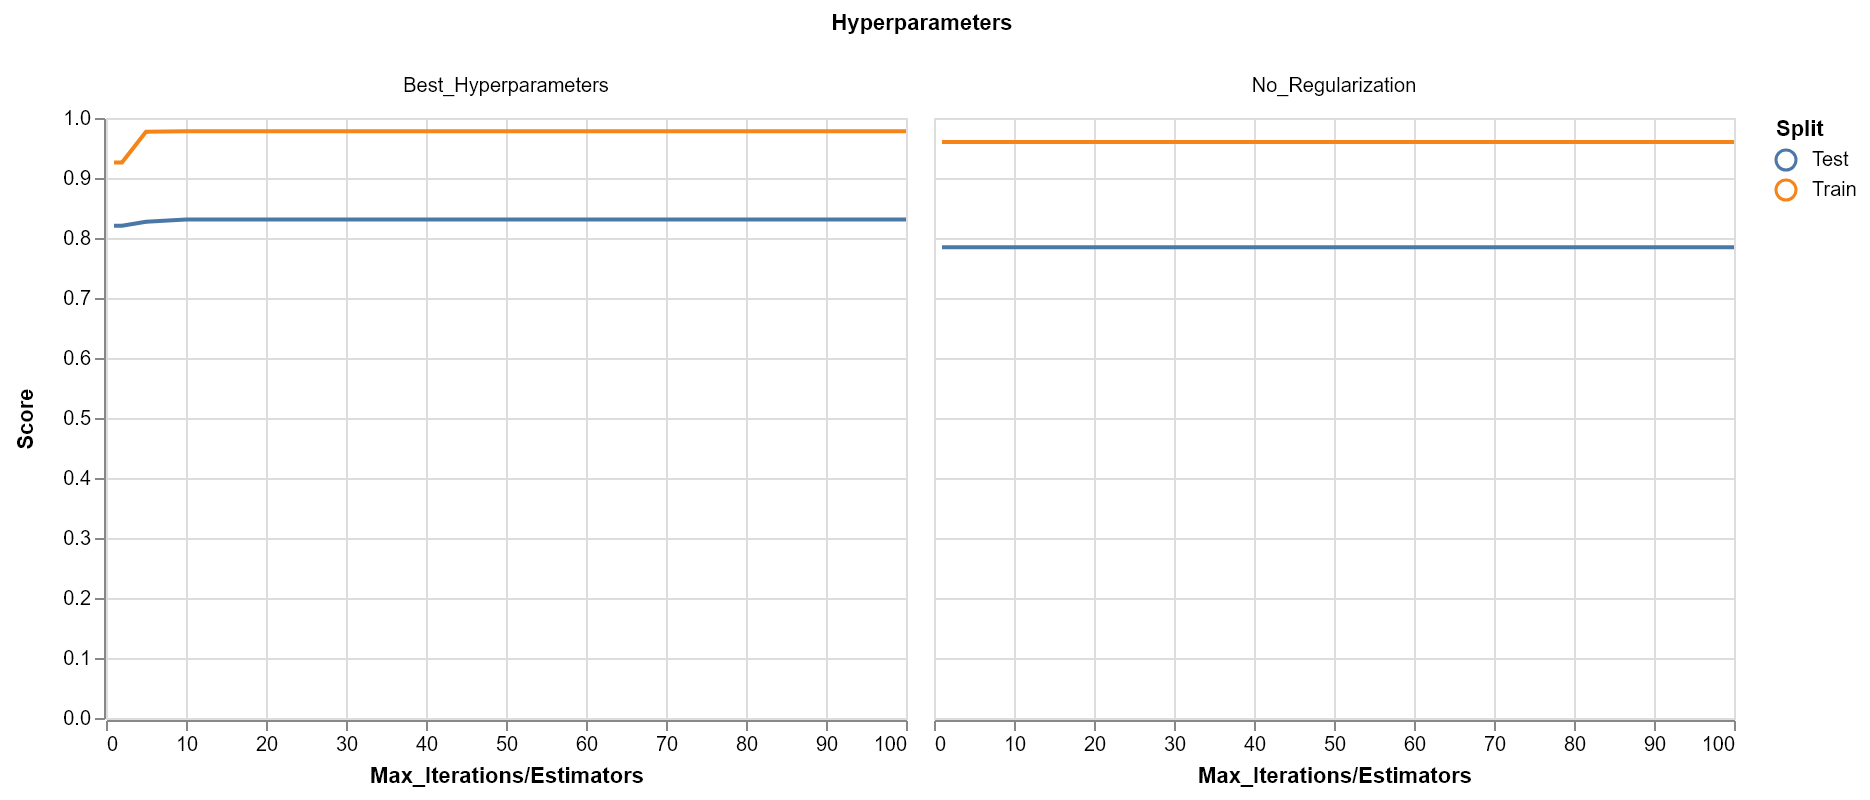 Hyperparameters
Best_Hyperparameters
No_Regularization
Score
1.0
0.9
0.8
0.7
0.6
0.5
0.4
0.3
0.2
0.1
0.0
0 10 20 30 40 50 60 70 80 90 100
Max_Iterations/Estimators
0 10 20 30 40 50 60 70 80 90 100
Max_Iterations/Estimators
Split
Test
Train